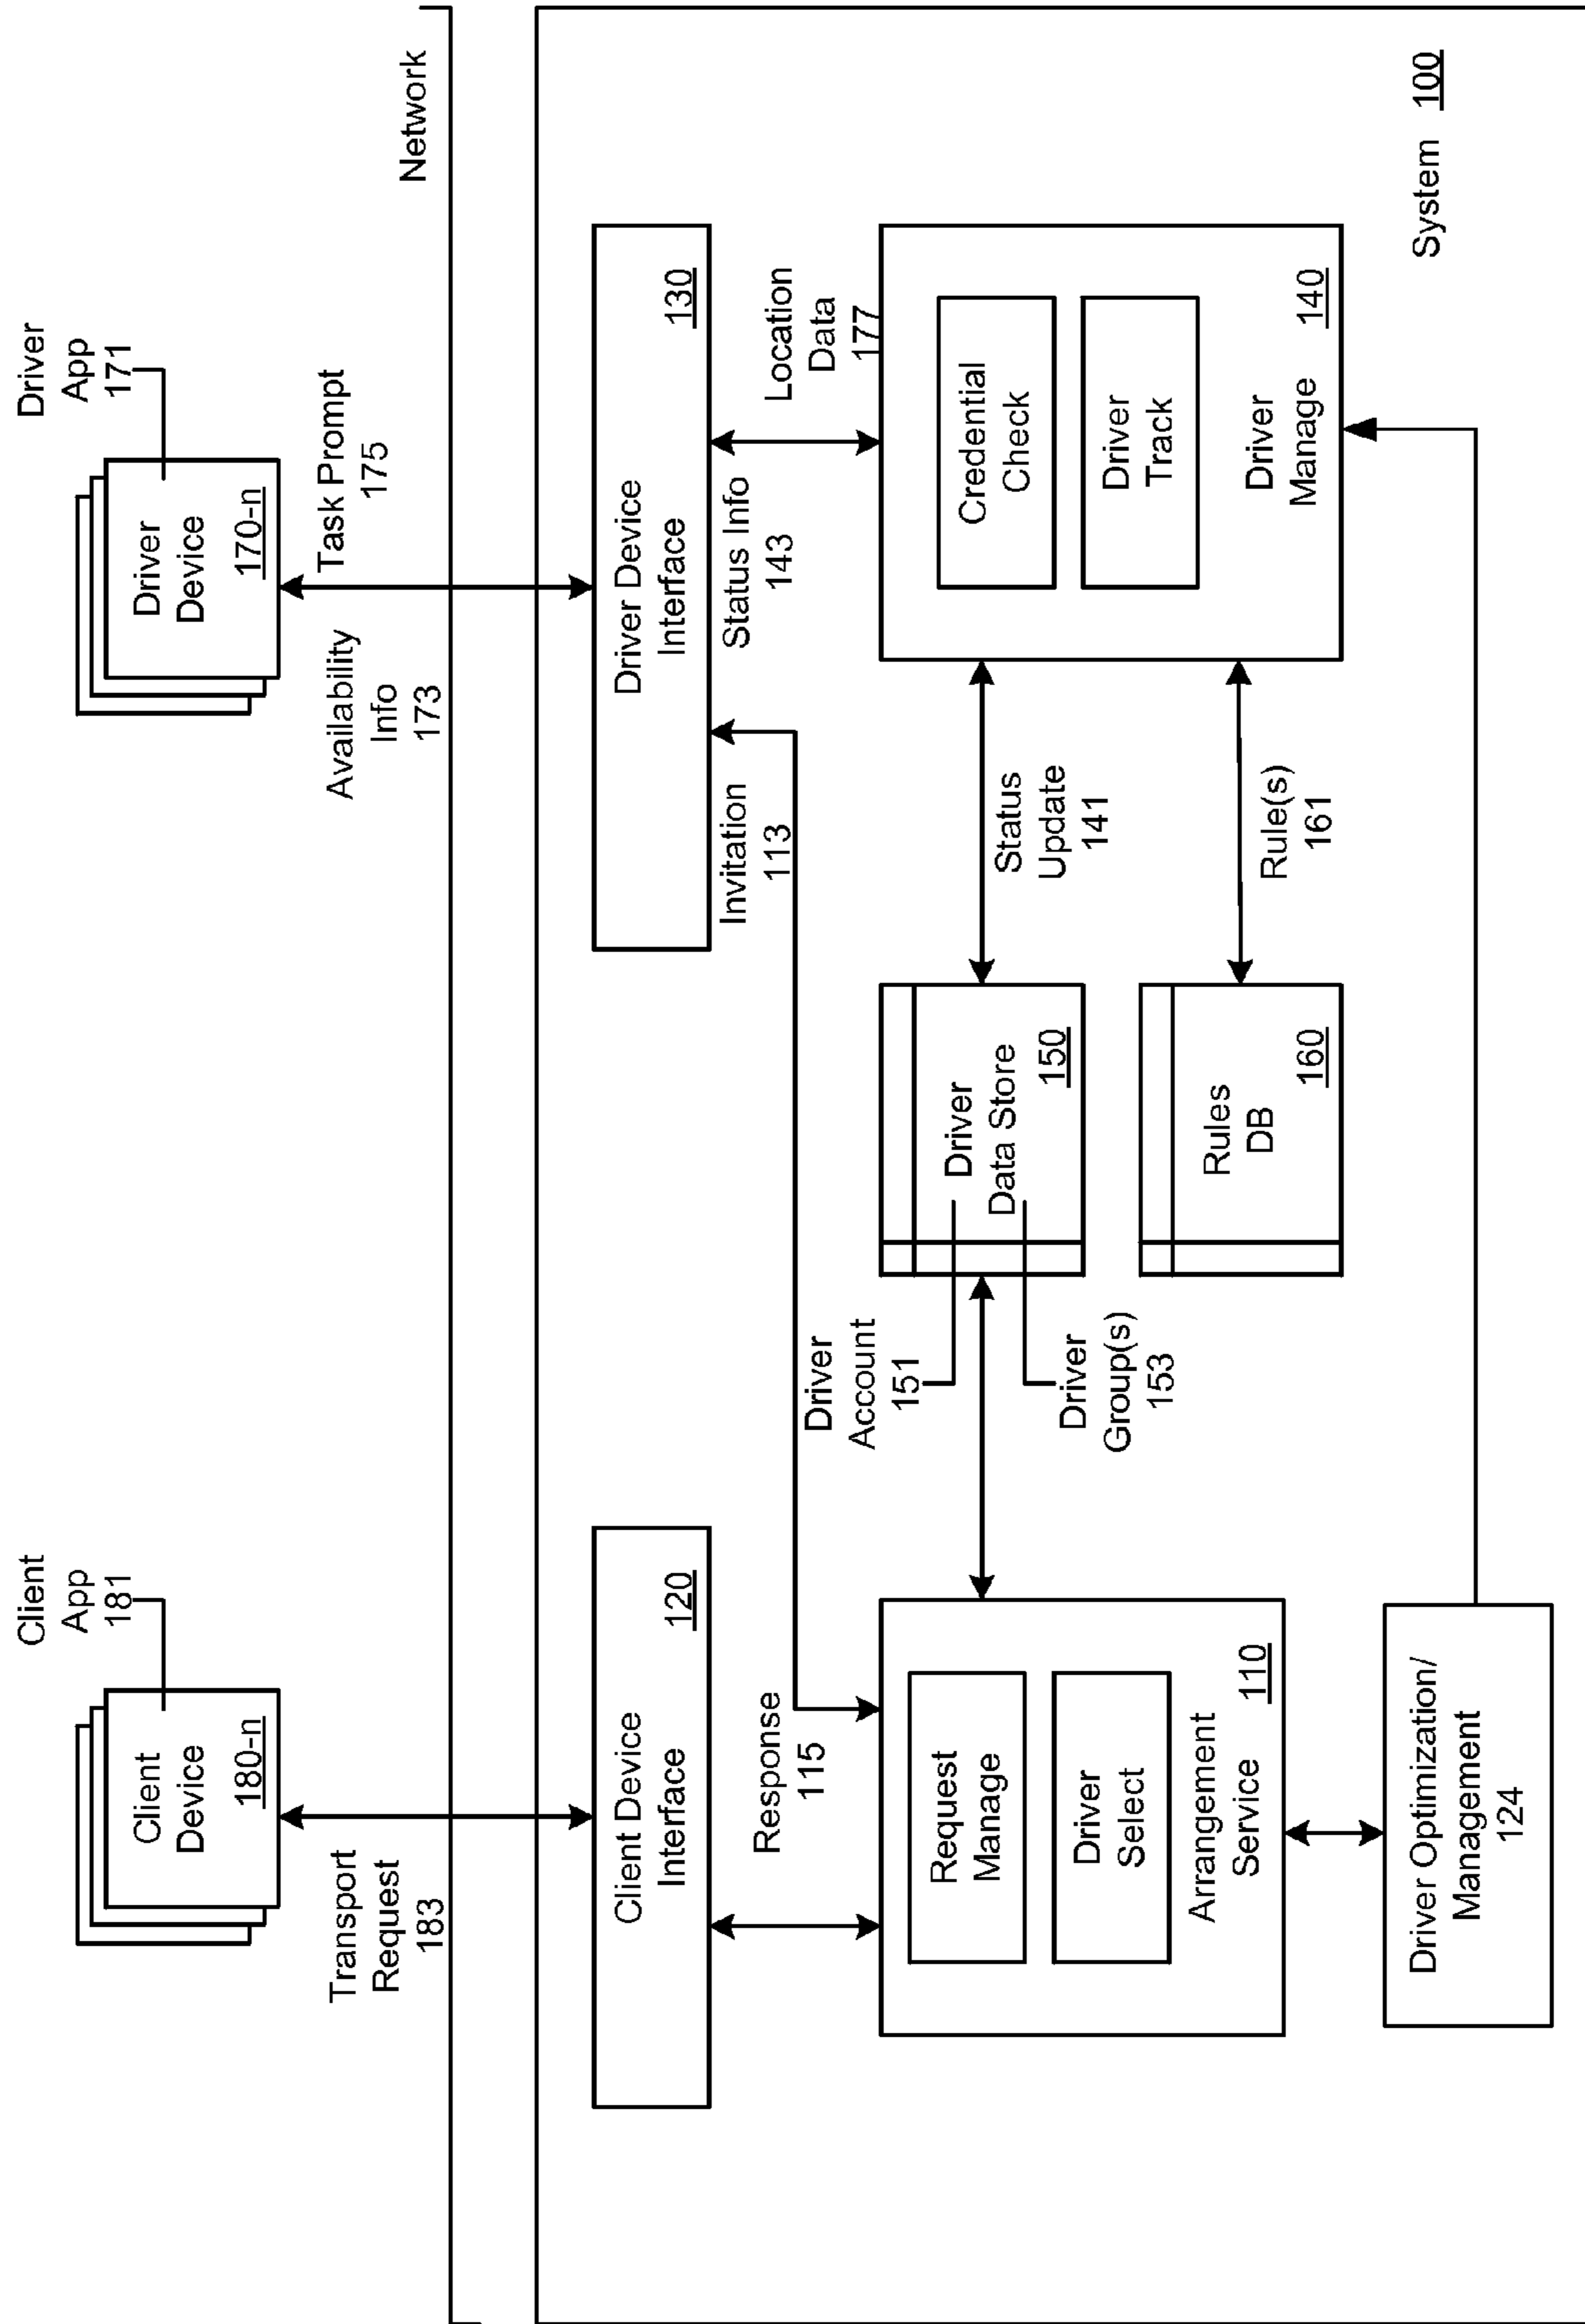 Client
App
181
Driver
App
171
Client
Device
180-n
Driver
Device
170-n
Transport
Request
183
Availability
Info
173
Task Prompt
175
Network
Client Device
Interface
120
Driver Device
Interface
130
Response
115
Invitation
113
Status Info
143
Location
Data
177
Request
Manage
Driver
Select
Arrangement
Service
110
Driver
Account
151
Driver
Group(s)
153
Driver
Data Store
150
Rules
DB
160
Status
Update
141
Rule(s)
161
Credential
Check
Driver
Track
Driver
Manage
140
Driver Optimization/
Management
124
System 100